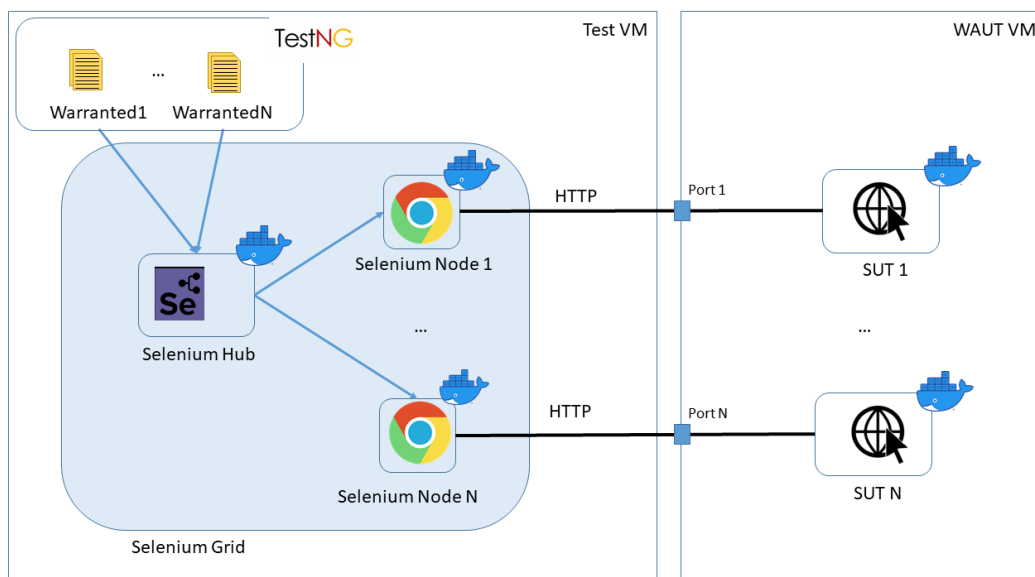 TestNG
Test VM
WAUT VM
...
Warranted1
WarrantedN
HTTP
Port 1
Selenium Node 1
SUT 1
Se
Selenium Hub
...
...
HTTP
Port N
Selenium Node N
SUT N
Selenium Grid